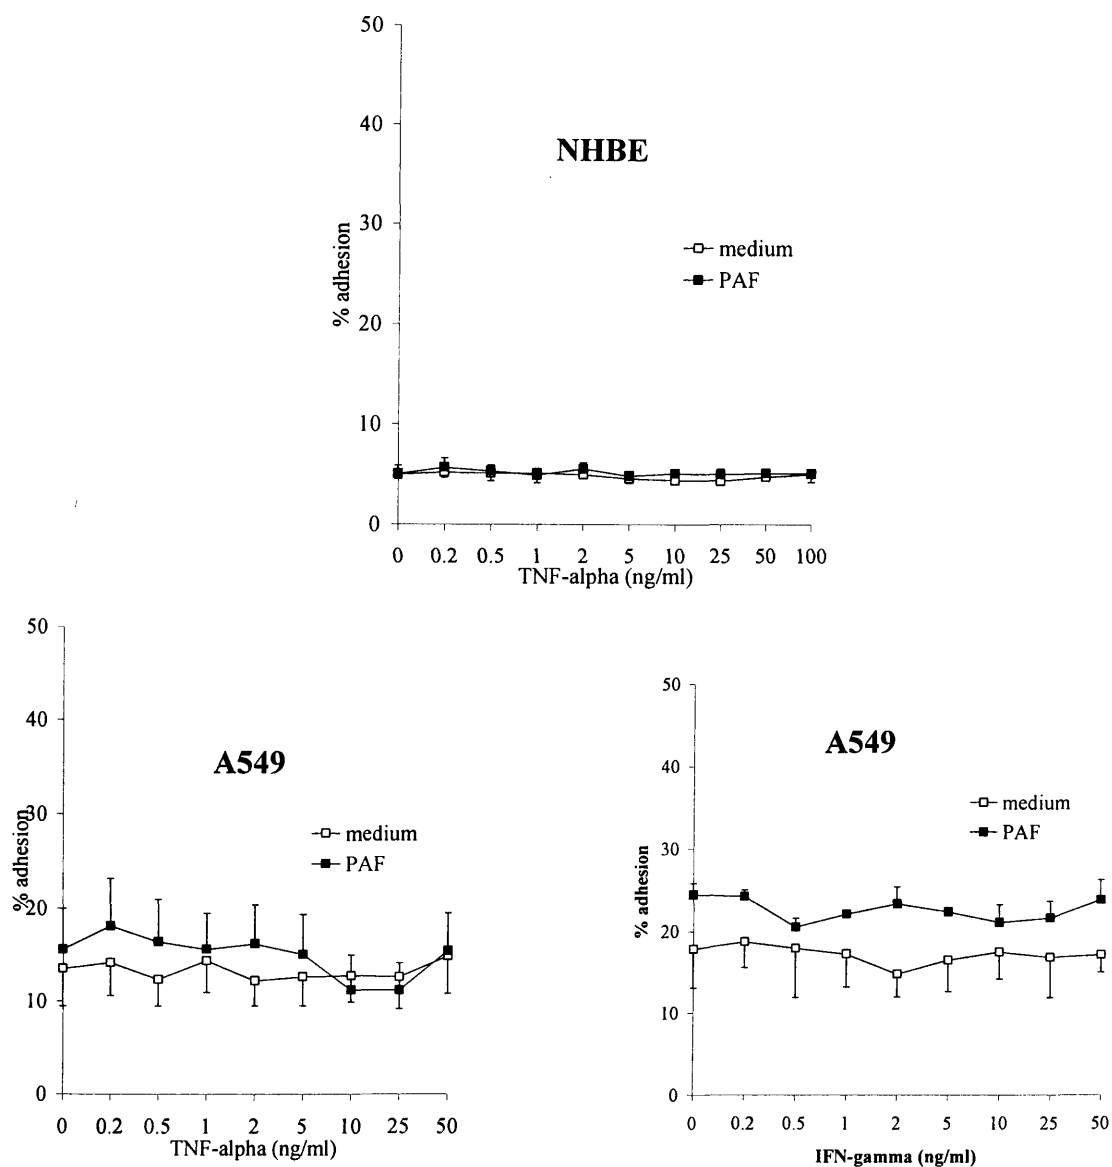 50
40
NHBE
30
medium
PAF
% adhesion
20
10
0
0 0.2 0.5 1 2 5 10 25 50 100
TNF-alpha (ng/ml)
50
40
A549
30
medium
PAF
% adhesion
20
10
0
0 0.2 0.5 1 2 5 10 25 50
TNF-alpha (ng/ml)
50
A549
40
medium
PAF
30
% adhesion
20
10
0
0 0.2 0.5 1 2 5 10 25 50
IFN-gamma (ng/ml)